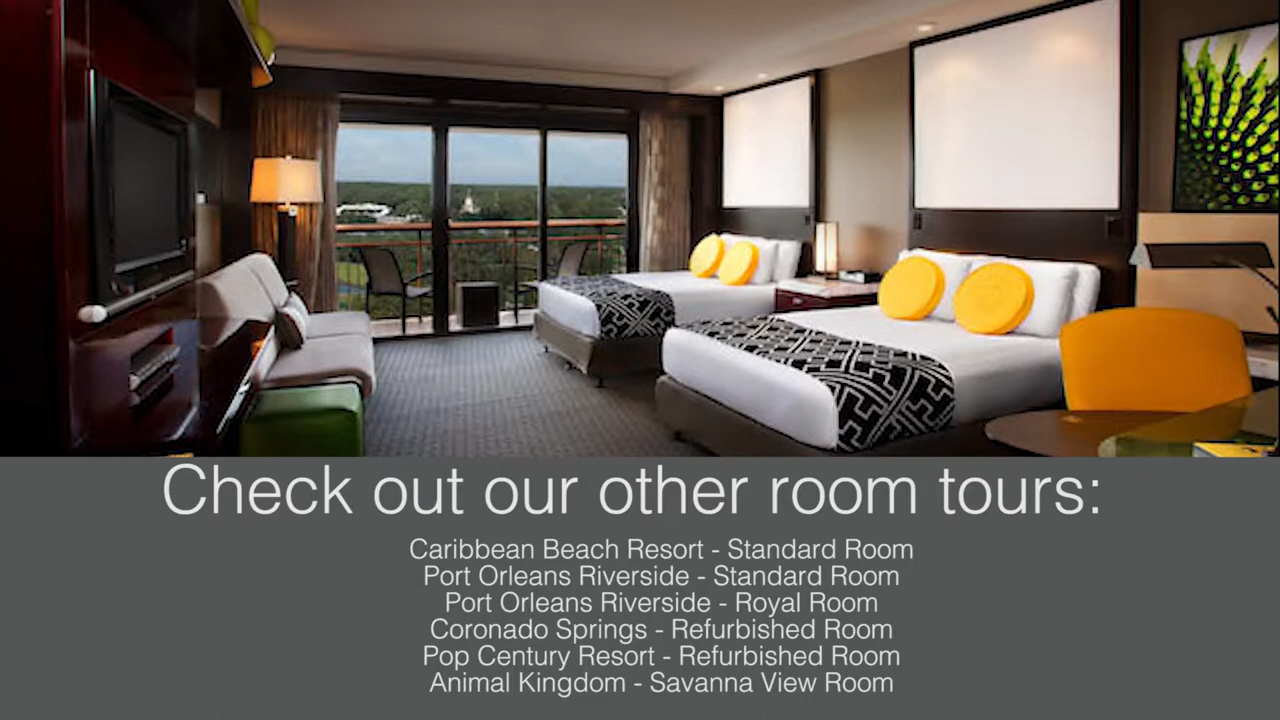 Check out our other room tours:
Caribbean Beach Resort - Standard Room
Port Orleans Riverside - Standard Room
Port Orleans Riverside - Royal Room
Coronado Springs - Refurbished Room
Pop Century Resort - Refurbished Room
Animal Kingdom - Savanna View Room